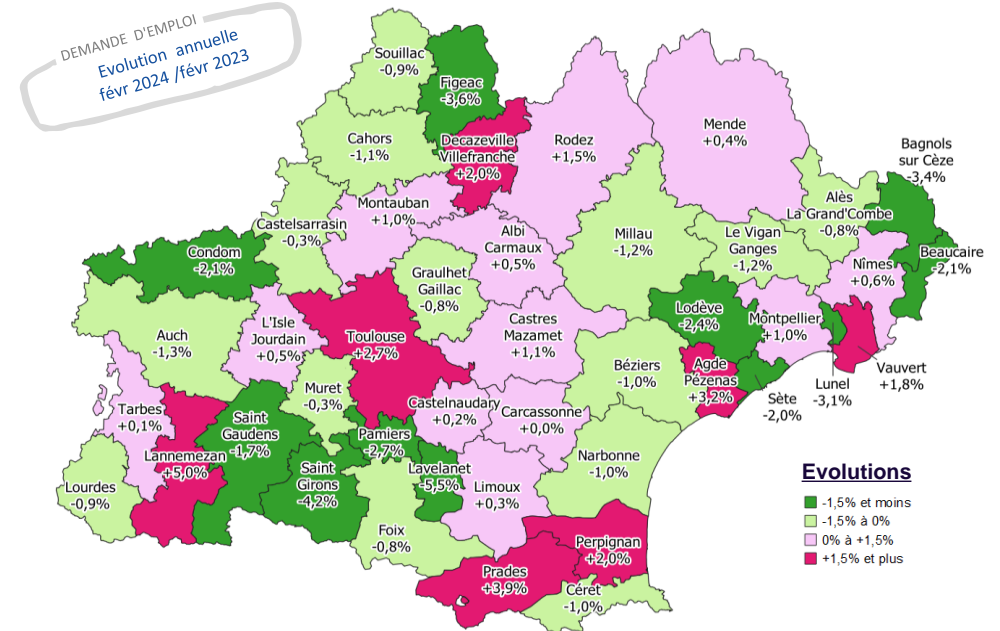 DEMANDE D'EMPLOI
Evolution annuelle
févr 2024 /févr 2023
Souillac
-0,9%
Figeac
-3,6%
Cahors
-1,1%
Decazeville
Villefranche
+2,0%
Rodez
+1,5%
Mende
+0,4%
Bagnols
sur Cèze
-3,4%
Montauban
+1,0%
Castelsarrasin
-0,3%
Albi
Carmaux
+0,5%
Millau
-1,2%
Le Vigan
Ganges
-1,2%
Alès
La Grand'Combe
-0,8%
Condom
-2,1%
Graulhet
Gaillac
-0,8%
Nîmes
+0,6%
Beaucaire
-2,1%
Auch
-1,3%
L'Isle
Jourdain
+0,5%
Toulouse
+2,7%
Castres
Mazamet
+1,1%
Lodève
-2,4%
Montpellier
+1,0%
Béziers
-1,0%
Agde
Pézenas
+3,2%
Vauvert
+1,8%
Lunel
-3,1%
Sète
-2,0%
Muret
-0,3%
Tarbes
+0,1%
Saint
Gaudens
-1,7%
Castelnaudary
+0,2%
Carcassonne
+0,0%
Pamiers
-2,7%
Lannemezan
+5,0%
Saint
Girons
-4,2%
Lavelanet
-5,5%
Narbonne
-1,0%
Lourdes
-0,9%
Limoux
+0,3%
Foix
-0,8%
Perpignan
+2,0%
Prades
+3,9%
Céret
-1,0%
Evolutions
-1,5% et moins
-1,5% à 0%
0% à +1,5%
+1,5% et plus